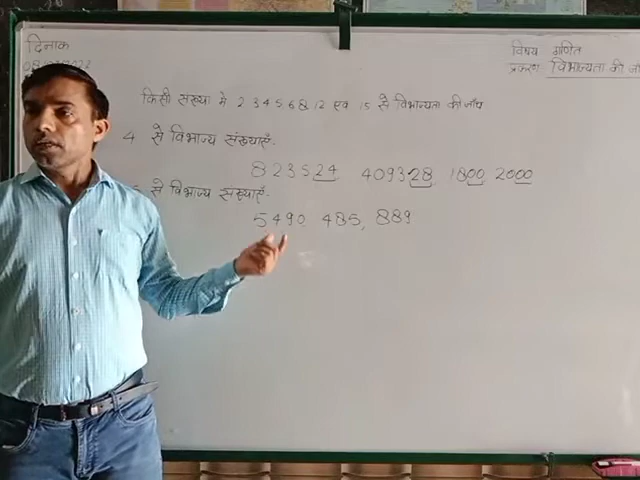 दिनांक
विषय गणित
प्रकरण विभाज्यता की
किसी संख्या मे 2 3 4 5 6 8 12 एवं 15 से विभाज्यता की जाँच
4 से विभाज्य संख्याएँ-
823524 409328 1800 2000
से विभाज्य संख्याएँ-
5490 485, 889